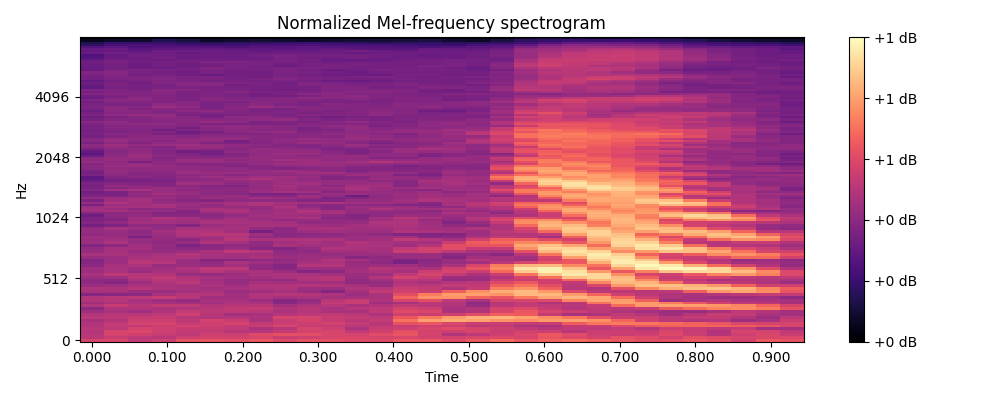 Normalized Mel-frequency spectrogram
Hz
4096
2048
1024
512
0
0.000 0.100 0.200 0.300 0.400 0.500 0.600 0.700 0.800 0.900
Time
+1 dB
+1 dB
+1 dB
+0 dB
+0 dB
+0 dB